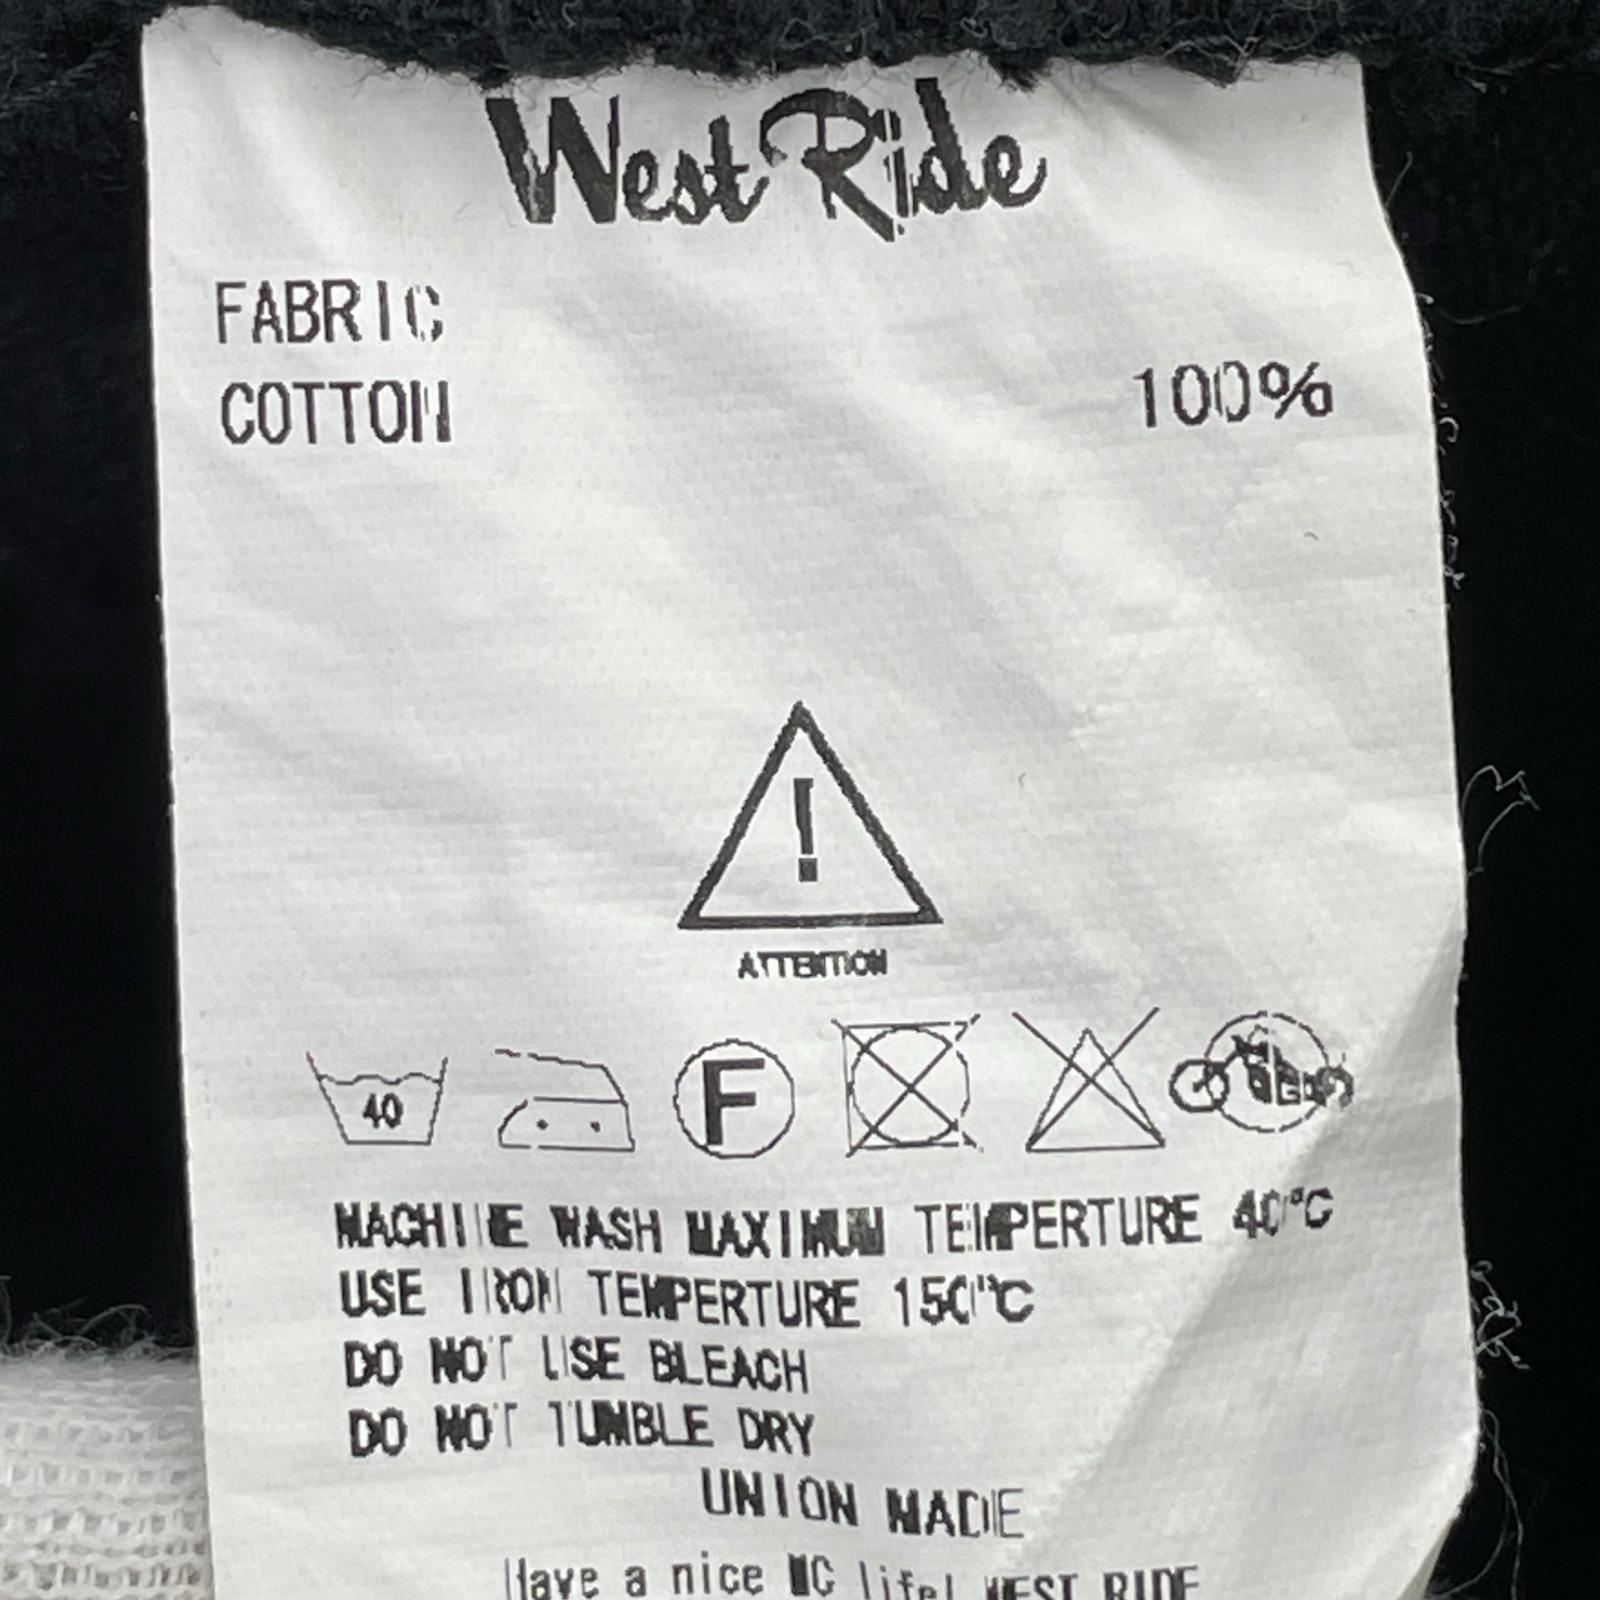 West Ride
FABRIC
COTTON 100%
!
ATTENTION
40 F
MACHINE WASH MAXIMUM TEMPERTURE 40°C
USE IRON TEMPERTURE 150℃
DO NOT USE BLEACH
DO NOT TUMBLE DRY
UNION MADE
Have a nice MC life! WEST RIDE